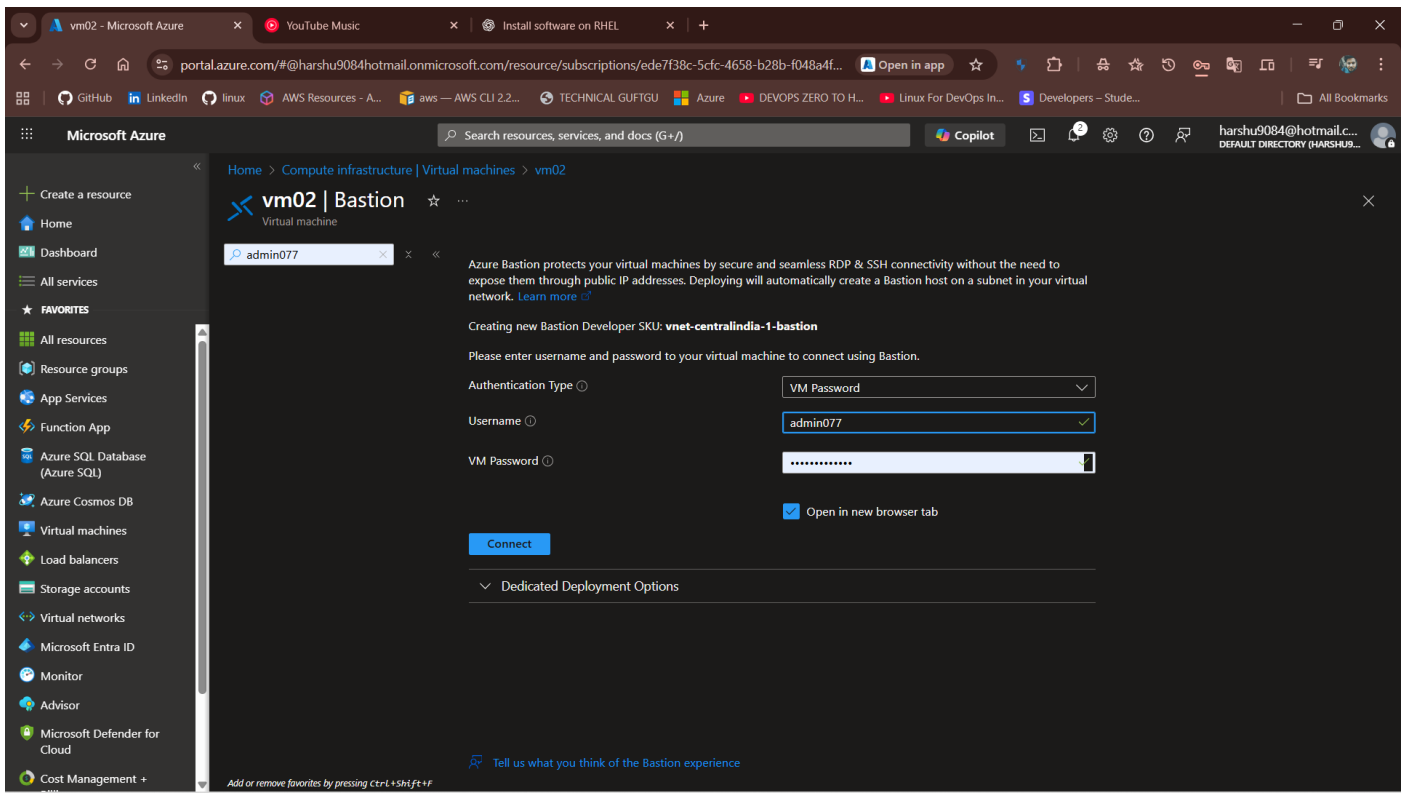 vm02 - Microsoft Azure
YouTube Music
Install software on RHEL
portal.azure.com/#@harshu9084hotmail.onmicrosoft.com/resource/subscriptions/ede7f38c-5cfc-4658-b28b-f048a4f...
Open in app
GitHub
LinkedIn
linux
AWS Resources - A...
aws — AWS CLI 2.2...
TECHNICAL GUFTGU
Azure
DEVOPS ZERO TO H...
Linux For DevOps In...
Developers – Stude...
All Bookmarks
Microsoft Azure
Search resources, services, and docs (G+/)
Copilot
2
harshu9084@hotmail.c...
DEFAULT DIRECTORY (HARSHU9...
Create a resource
Home
Dashboard
All services
FAVORITES
All resources
Resource groups
App Services
Function App
Azure SQL Database
(Azure SQL)
Azure Cosmos DB
Virtual machines
Load balancers
Storage accounts
Virtual networks
Microsoft Entra ID
Monitor
Advisor
Microsoft Defender for
Cloud
Cost Management +
Home > Compute infrastructure | Virtual machines > vm02
vm02 | Bastion
Virtual machine
admin077
Azure Bastion protects your virtual machines by secure and seamless RDP & SSH connectivity without the need to
expose them through public IP addresses. Deploying will automatically create a Bastion host on a subnet in your virtual
network. Learn more
Creating new Bastion Developer SKU: vnet-centralindia-1-bastion
Please enter username and password to your virtual machine to connect using Bastion.
Authentication Type
VM Password
Username
admin077
VM Password
Open in new browser tab
Connect
Dedicated Deployment Options
Tell us what you think of the Bastion experience
Add or remove favorites by pressing Ctrl+Shift+F